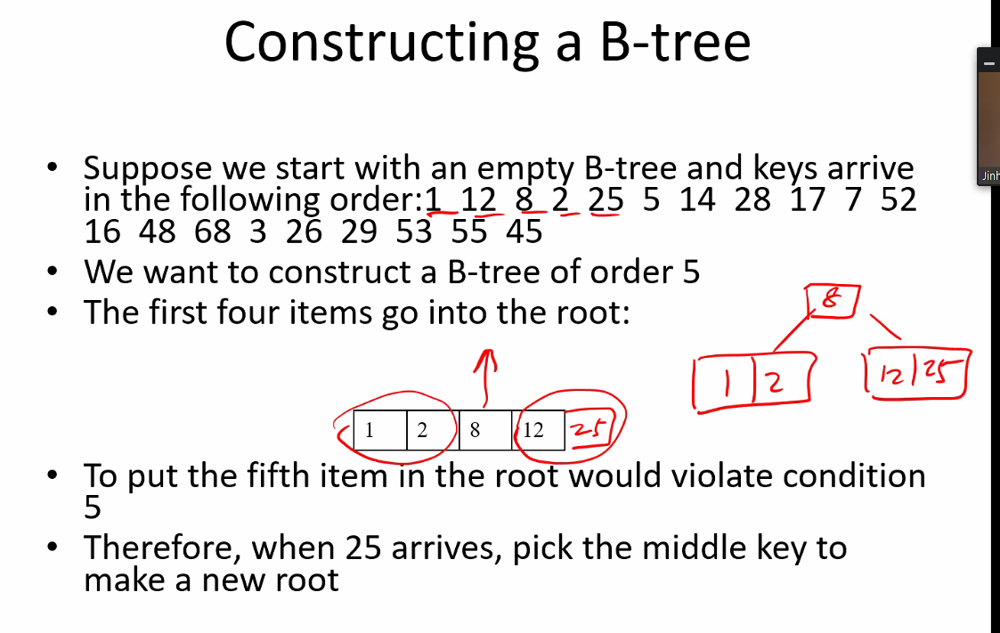 Constructing a B-tree
• Suppose we start with an empty B-tree and keys arrive
in the following order:1 12 8 2 25 5 14 28 17 7 52
16 48 68 3 26 29 53 55 45
• We want to construct a B-tree of order 5
• The first four items go into the root:
8
1 2 12 25
1 2 8 12 25
• To put the fifth item in the root would violate condition
5
• Therefore, when 25 arrives, pick the middle key to
make a new root
Jinh